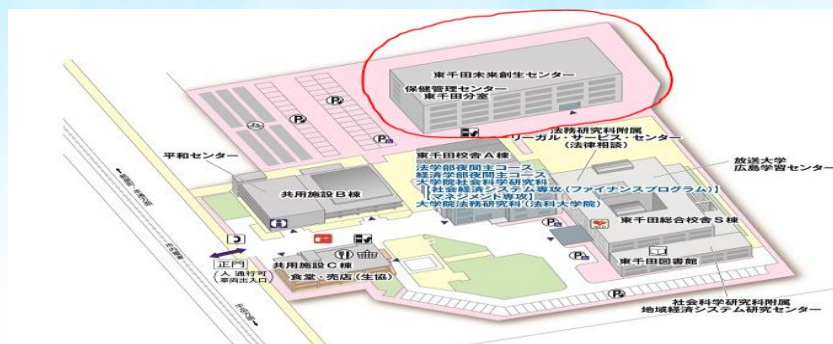 東千田未来創生センター
保健管理センター
東千田分室
法務研究科附属
リーガル・サービス・センター
(法律相談)
平和センター
東千田校舎A棟
法学部夜間主コース
経済学部夜間主コース
大学院社会科学研究科
【社会経済システム専攻(ファイナンスプログラム)】
【マネジメント専攻】
大学院法務研究科(法科大学院)
放送大学
広島学習センター
共用施設B棟
東千田総合校舎S棟
正門
(人 通行可
車両出入口)
共用施設C棟
食堂・売店(生協)
東千田図書館
社会科学研究科附属
地域経済システム研究センター